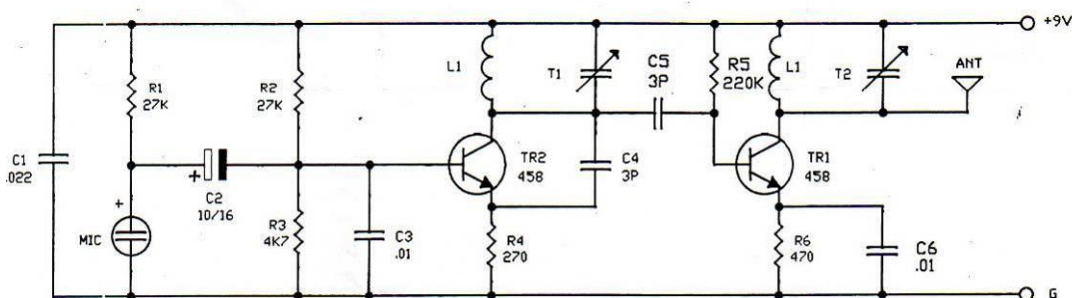 +9V
R1
27K
R2
27K
L1
T1
C5
3P
R5
220K
L1
T2
ANT
C1
.022
+
C2
10/16
TR2
458
C4
3P
TR1
458
+
MIC
R3
4K7
C3
.01
R4
270
R6
470
C6
.01
G